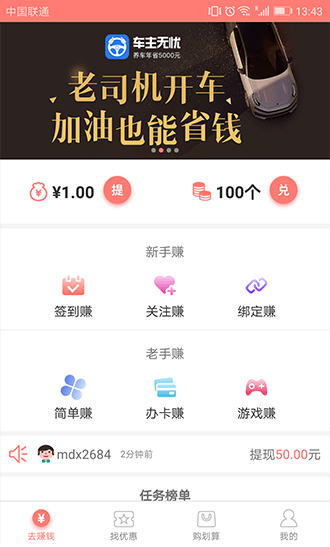 中国联通 13:43
车主无忧
养车年省5000元
老司机开车
加油也能省钱
¥1.00 提 100个 兑
新手赚
签到赚 关注赚 绑定赚
老手赚
简单赚 办卡赚 游戏赚
mdx2684 2分钟前 提现50.00元
任务榜单
¥
去赚钱 找优惠 购划算 我的